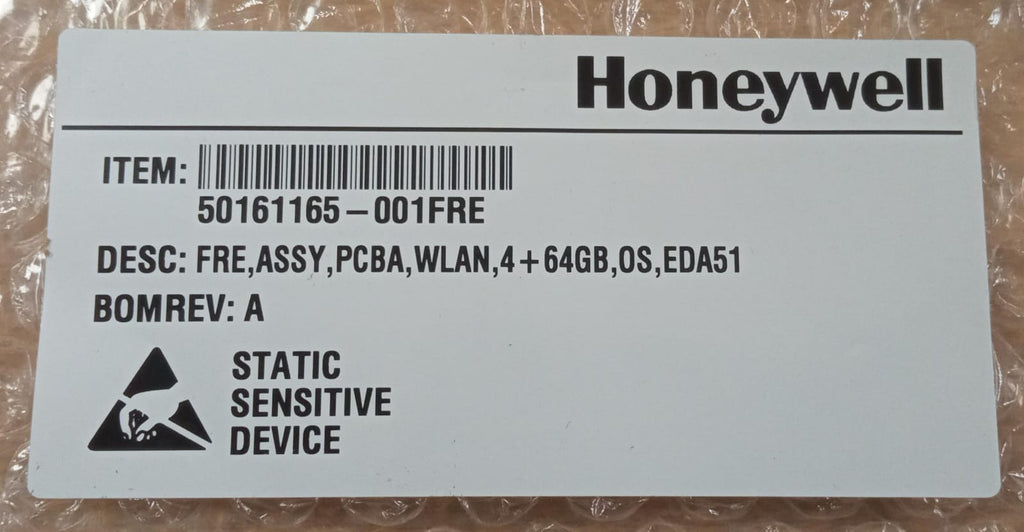 Honeywell
ITEM:
50161165-001FRE
DESC: FRE,ASSY,PCBA,WLAN,4+64GB,OS,EDA51
BOMREV: A
STATIC
SENSITIVE
DEVICE